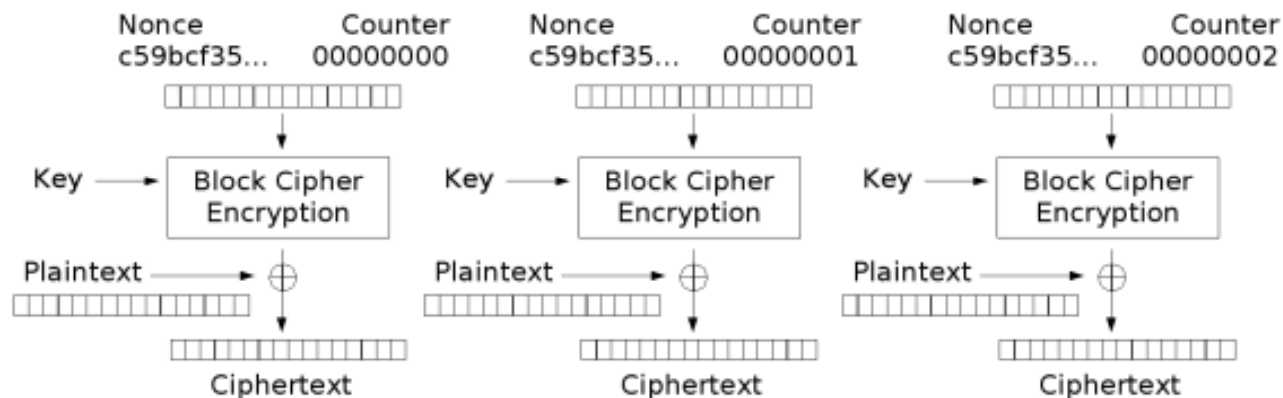 Nonce Counter Nonce Counter Nonce Counter
c59bcf35... 00000000 c59bcf35... 00000001 c59bcf35... 00000002
Key Block Cipher Key Block Cipher Key Block Cipher
Encryption Encryption Encryption
Plaintext Plaintext Plaintext
Ciphertext Ciphertext Ciphertext